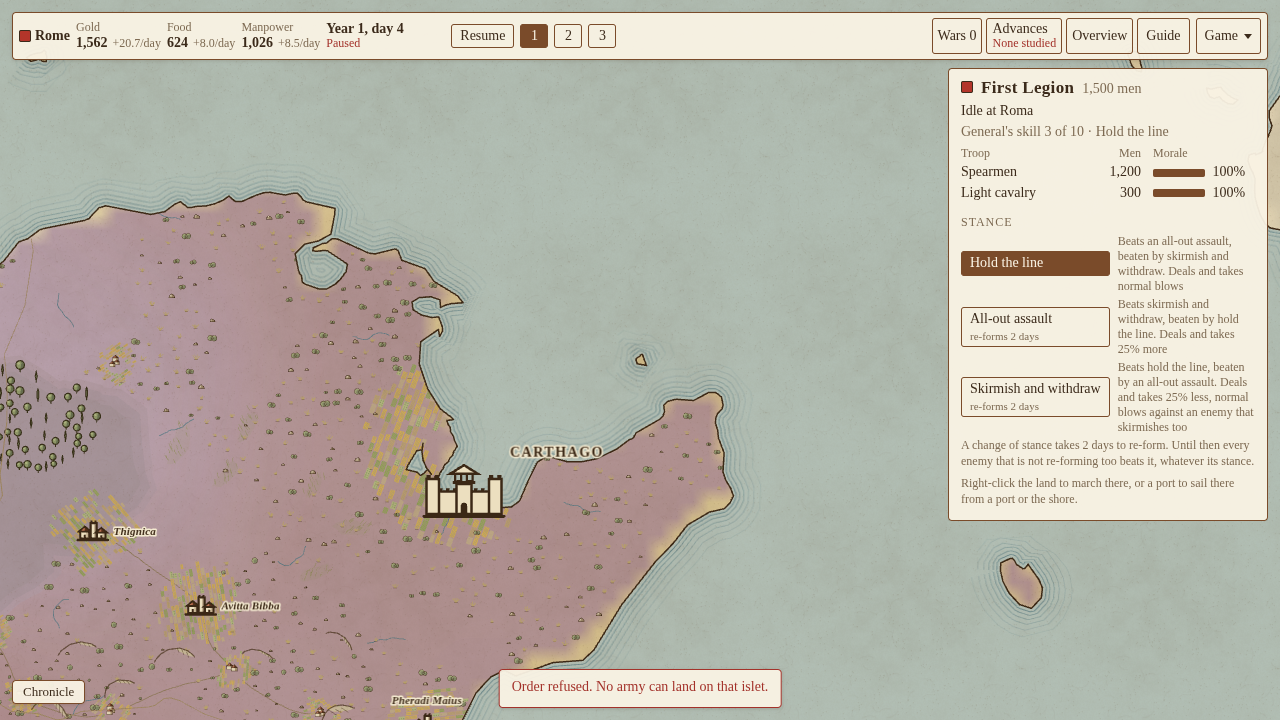 Rome
Gold
1,562 +20.7/day
Food
624 +8.0/day
Manpower
1,026 +8.5/day
Year 1, day 4
Paused
Resume
1
2
3
Wars 0
Advances
None studied
Overview
Guide
Game
First Legion 1,500 men
Idle at Roma
General's skill 3 of 10 · Hold the line
Troop Men Morale
Spearmen 1,200 100%
Light cavalry 300 100%
STANCE
Hold the line
Beats an all-out assault,
beaten by skirmish and
withdraw. Deals and takes
normal blows
All-out assault
re-forms 2 days
Beats skirmish and
withdraw, beaten by hold
the line. Deals and takes
25% more
Skirmish and withdraw
re-forms 2 days
Beats hold the line, beaten
by an all-out assault. Deals
and takes 25% less, normal
blows against an enemy that
skirmishes too
A change of stance takes 2 days to re-form. Until then every
enemy that is not re-forming too beats it, whatever its stance.
Right-click the land to march there, or a port to sail there
from a port or the shore.
CARTHAGO
Thignica
Avitta Bibba
Pheradi Maius
Chronicle
Order refused. No army can land on that islet.